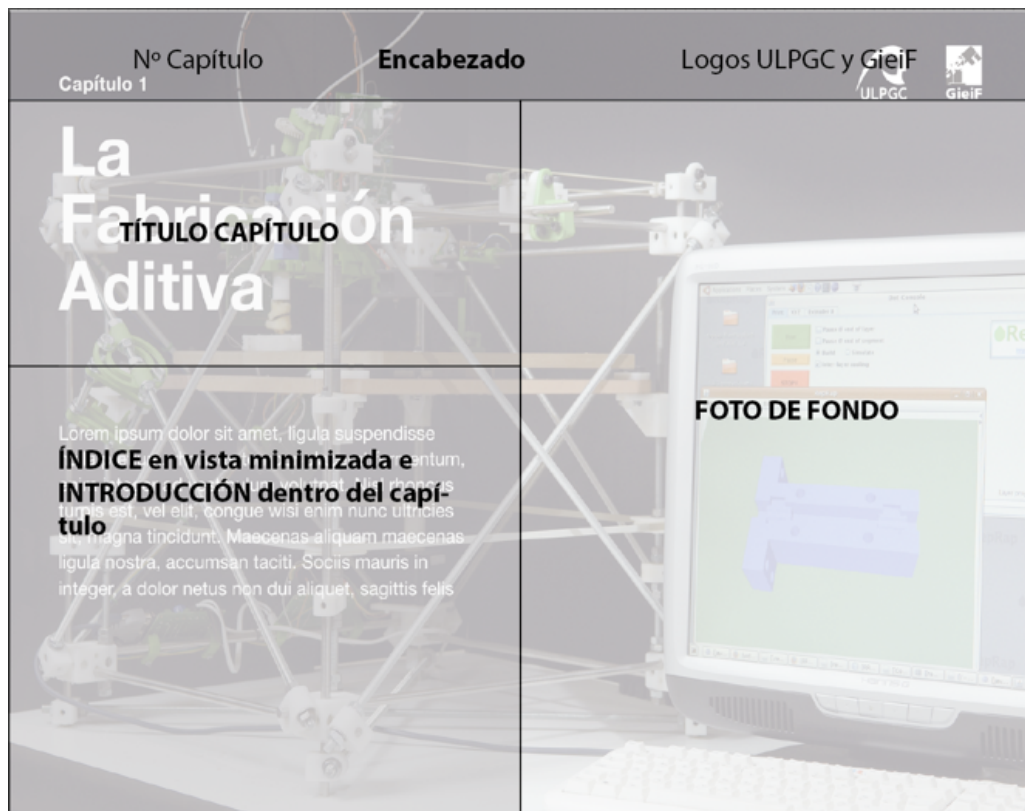 Nº Capítulo Encabezado Logos ULPGC y GieiF
Capítulo 1 ULPGC GieiF
La
Fabricación
Aditiva
TÍTULO CAPÍTULO
FOTO DE FONDO
Lorem ipsum dolor sit amet, ligula suspendisse
ÍNDICE en vista minimizada e
INTRODUCCIÓN dentro del capí-
tulo
turpis est, vel elit, congue wisi enim nunc ultricies
sit, magna tincidunt. Maecenas aliquam maecenas
ligula nostra, accumsan taciti. Sociis mauris in
integer, a dolor netus non dui aliquet, sagittis felis